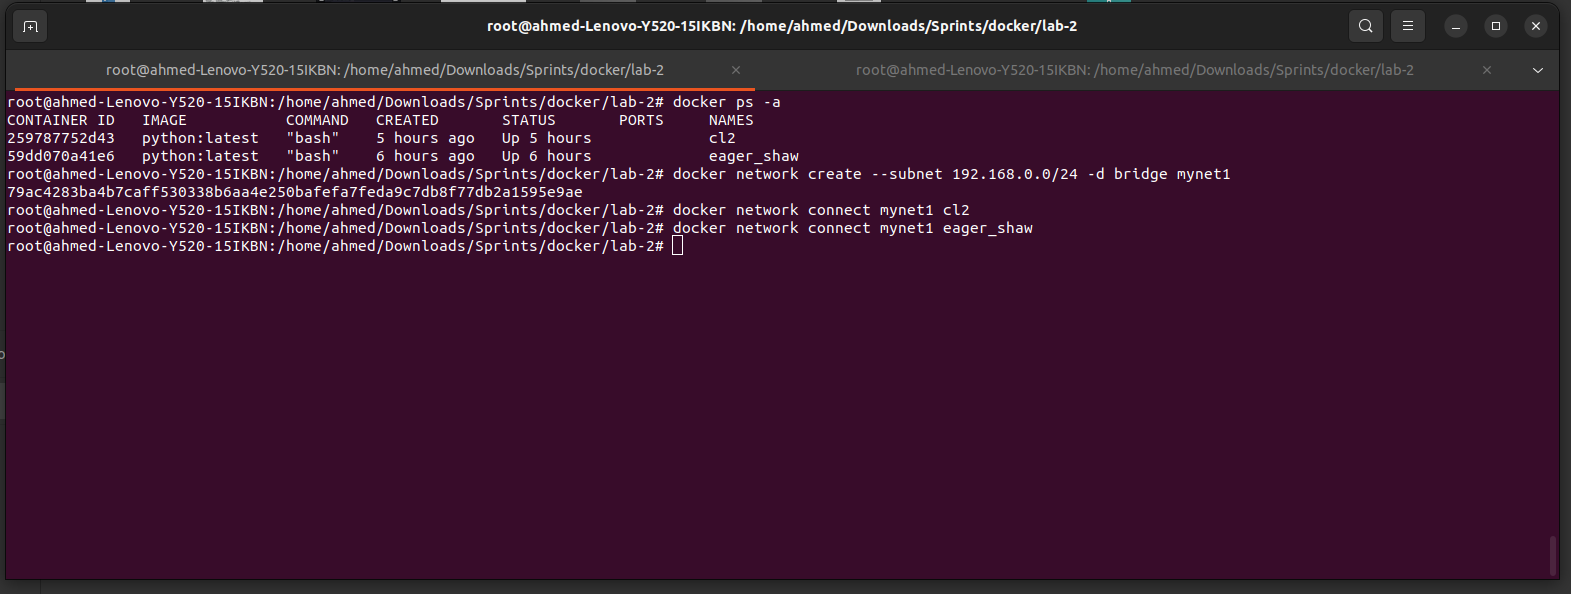 root@ahmed-Lenovo-Y520-15IKBN: /home/ahmed/Downloads/Sprints/docker/lab-2
root@ahmed-Lenovo-Y520-15IKBN: /home/ahmed/Downloads/Sprints/docker/lab-2 × root@ahmed-Lenovo-Y520-15IKBN: /home/ahmed/Downloads/Sprints/docker/lab-2 ×
root@ahmed-Lenovo-Y520-15IKBN:/home/ahmed/Downloads/Sprints/docker/lab-2# docker ps -a
CONTAINER ID   IMAGE           COMMAND   CREATED       STATUS       PORTS     NAMES
259787752d43   python:latest   "bash"    5 hours ago   Up 5 hours             cl2
59dd070a41e6   python:latest   "bash"    6 hours ago   Up 6 hours             eager_shaw
root@ahmed-Lenovo-Y520-15IKBN:/home/ahmed/Downloads/Sprints/docker/lab-2# docker network create --subnet 192.168.0.0/24 -d bridge mynet1
79ac4283ba4b7caff530338b6aa4e250bafefa7feda9c7db8f77db2a1595e9ae
root@ahmed-Lenovo-Y520-15IKBN:/home/ahmed/Downloads/Sprints/docker/lab-2# docker network connect mynet1 cl2
root@ahmed-Lenovo-Y520-15IKBN:/home/ahmed/Downloads/Sprints/docker/lab-2# docker network connect mynet1 eager_shaw
root@ahmed-Lenovo-Y520-15IKBN:/home/ahmed/Downloads/Sprints/docker/lab-2#